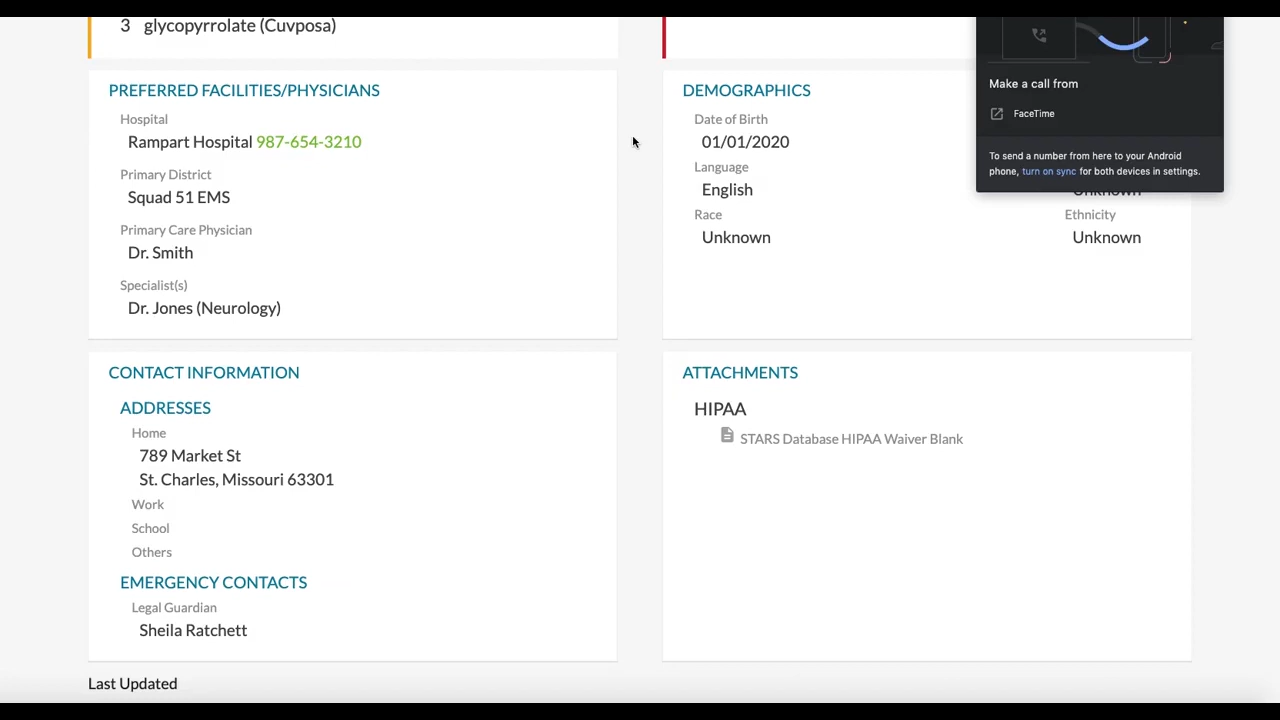 3 glycopyrrolate (Cuvposa)
PREFERRED FACILITIES/PHYSICIANS
Hospital
Rampart Hospital 987-654-3210
Primary District
Squad 51 EMS
Primary Care Physician
Dr. Smith
Specialist(s)
Dr. Jones (Neurology)
DEMOGRAPHICS
Date of Birth
01/01/2020
Language
English
Unknown
Race
Unknown
Ethnicity
Unknown
Make a call from
FaceTime
To send a number from here to your Android
phone, turn on sync for both devices in settings.
CONTACT INFORMATION
ADDRESSES
Home
789 Market St
St. Charles, Missouri 63301
Work
School
Others
EMERGENCY CONTACTS
Legal Guardian
Sheila Ratchett
ATTACHMENTS
HIPAA
STARS Database HIPAA Waiver Blank
Last Updated